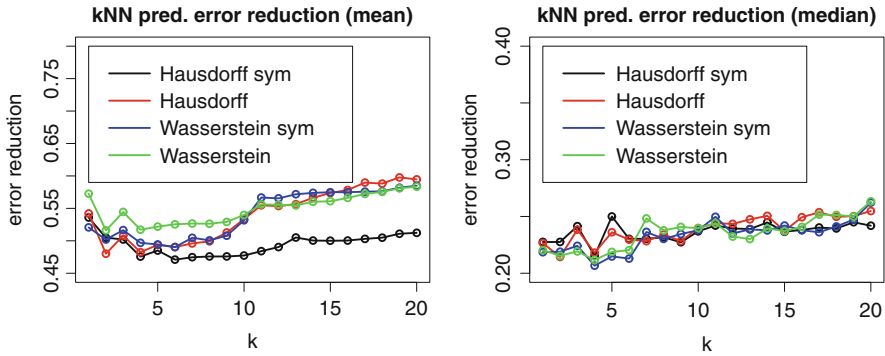 kNN pred. error reduction (mean)
error reduction
0.75
0.65
0.55
0.45
Hausdorff sym
Hausdorff
Wasserstein sym
Wasserstein
5 10 15 20
k
kNN pred. error reduction (median)
error reduction
0.40
0.30
0.20
Hausdorff sym
Hausdorff
Wasserstein sym
Wasserstein
5 10 15 20
k